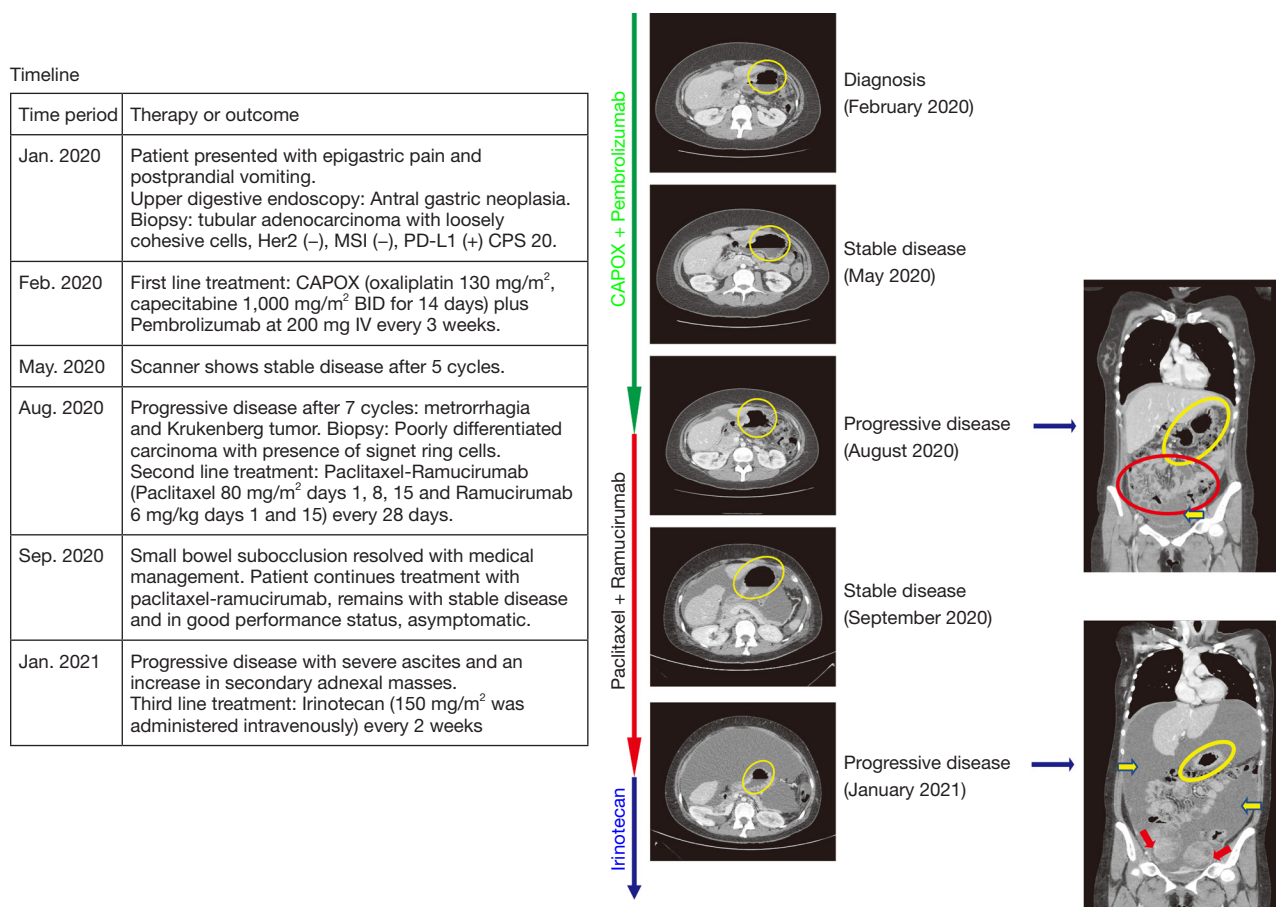 Timeline
Time period Therapy or outcome
Jan. 2020 Patient presented with epigastric pain and
postprandial vomiting.
Upper digestive endoscopy: Antral gastric neoplasia.
Biopsy: tubular adenocarcinoma with loosely
cohesive cells, Her2 (–), MSI (–), PD-L1 (+) CPS 20.
Feb. 2020 First line treatment: CAPOX (oxaliplatin 130 mg/m², 
capecitabine 1,000 mg/m² BID for 14 days) plus
Pembrolizumab at 200 mg IV every 3 weeks.
May. 2020 Scanner shows stable disease after 5 cycles.
Aug. 2020 Progressive disease after 7 cycles: metrorrhagia
and Krukenberg tumor. Biopsy: Poorly differentiated
carcinoma with presence of signet ring cells.
Second line treatment: Paclitaxel-Ramucirumab
(Paclitaxel 80 mg/m² days 1, 8, 15 and Ramucirumab
6 mg/kg days 1 and 15) every 28 days.
Sep. 2020 Small bowel subocclusion resolved with medical
management. Patient continues treatment with
paclitaxel-ramucirumab, remains with stable disease
and in good performance status, asymptomatic.
Jan. 2021 Progressive disease with severe ascites and an
increase in secondary adnexal masses.
Third line treatment: Irinotecan (150 mg/m² was
administered intravenously) every 2 weeks
CAPOX + Pembrolizumab
Paclitaxel + Ramucirumab
Irinotecan
Diagnosis
(February 2020)
Stable disease
(May 2020)
Progressive disease
(August 2020)
Stable disease
(September 2020)
Progressive disease
(January 2021)